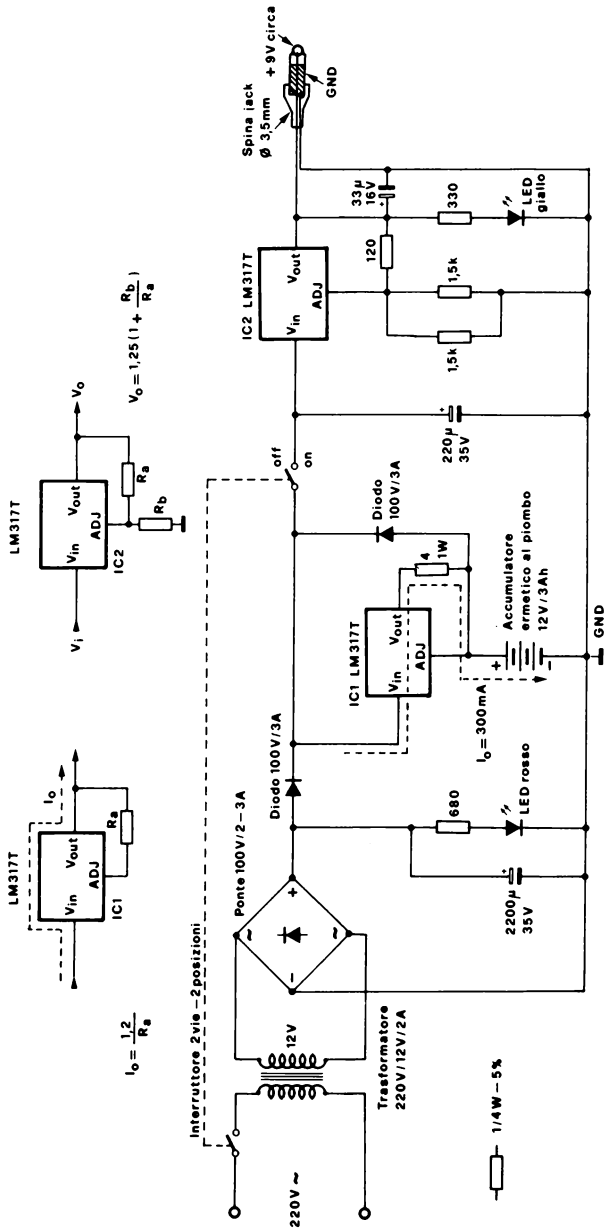 LM317T
Vin
Vout
ADJ
IC1
Ra
Io
Io = 1,2 / Ra
LM317T
Vi
Vin
Vout
ADJ
IC2
Ra
Rb
Vo
Vo = 1,25 (1 + Rb / Ra)
Interruttore 2 vie – 2 posizioni
220V ~
12V
Trasformatore
220V/12V/2A
Ponte 100V/2-3A
~
~
+
-
Diodo 100V/3A
2200µ
35V
+
680
LED rosso
IC1 LM317T
Vin
Vout
ADJ
4
1W
Io = 300mA
Diodo
100V/3A
+
-
Accumulatore
ermetico al piombo
12V/3Ah
GND
off
on
220µ
35V
+
IC2 LM317T
Vin
Vout
ADJ
120
1,5k
1,5k
33µ
16V
+
330
LED
giallo
Spina jack
Ø 3,5mm
+ 9V circa
GND
1/4W – 5%